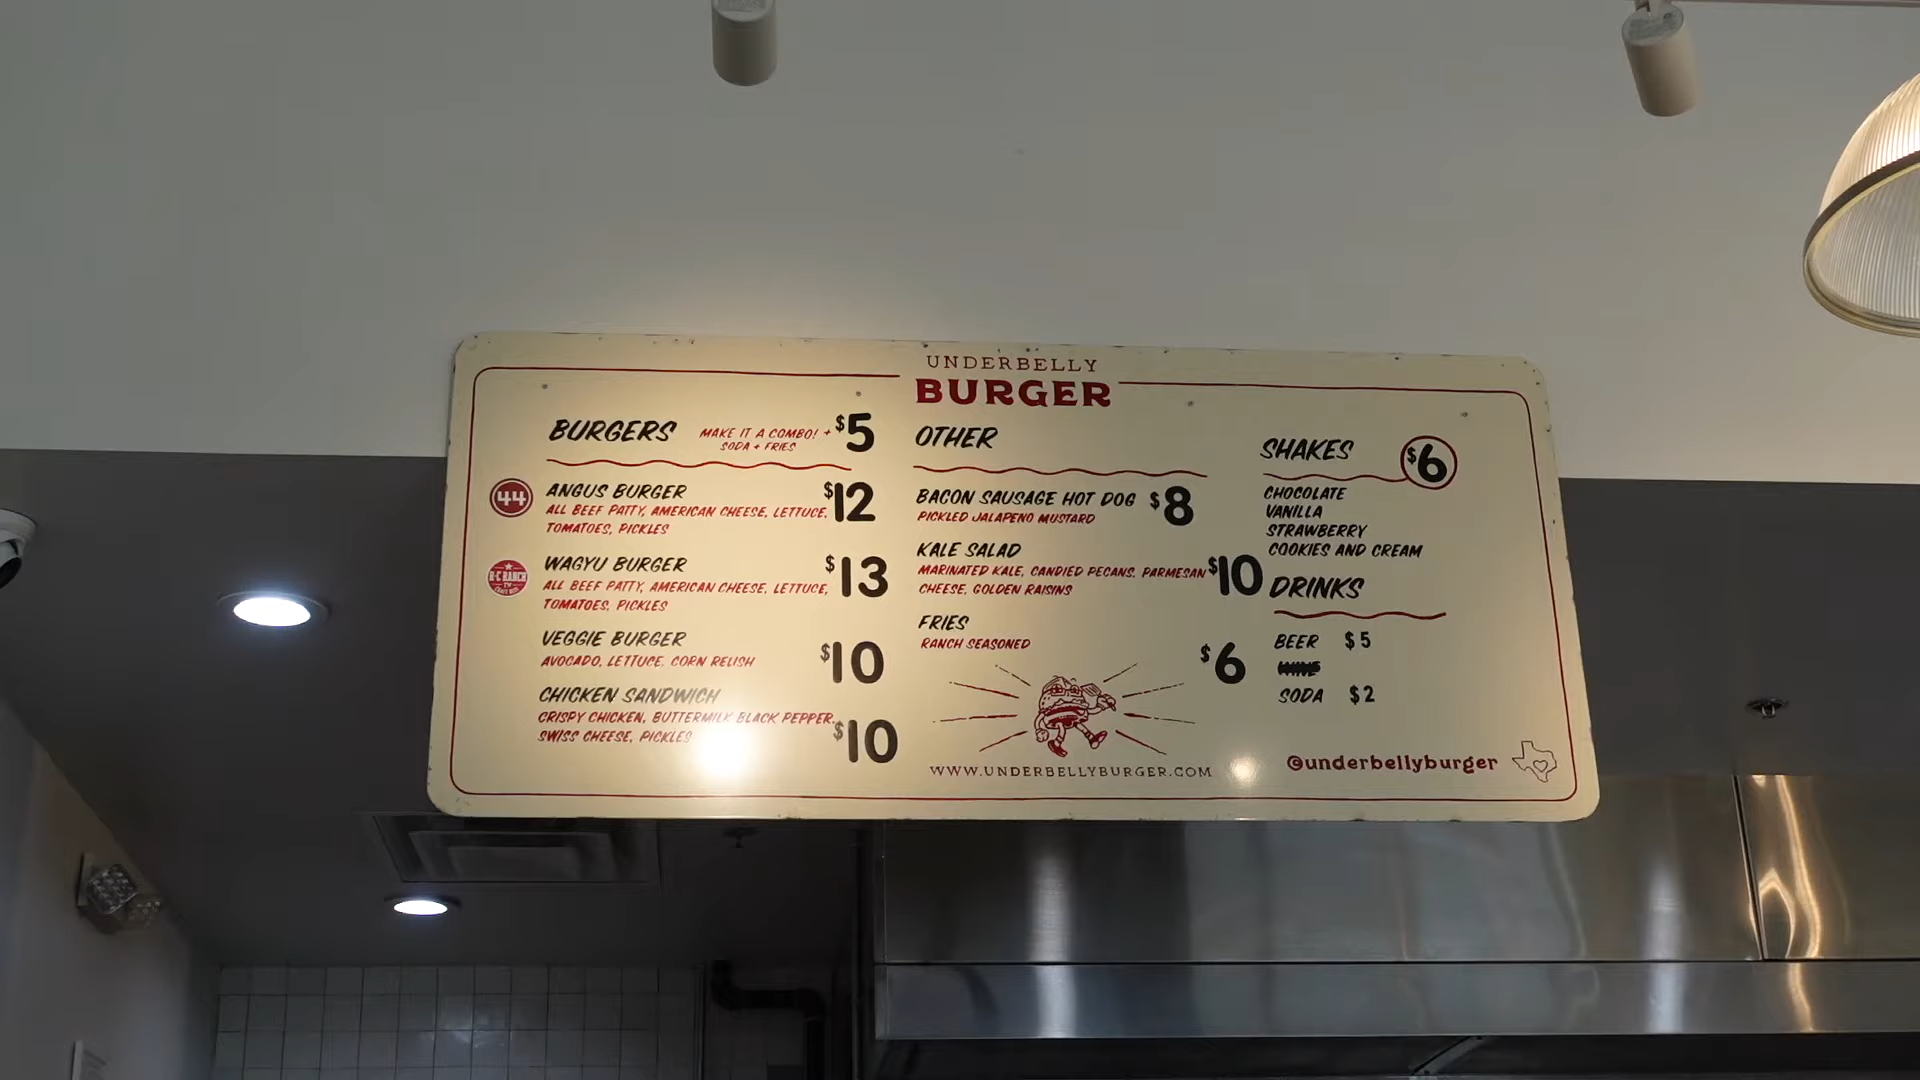 UNDERBELLY
BURGER
BURGERS
MAKE IT A COMBO! +
SODA + FRIES
$5
44
ANGUS BURGER
ALL BEEF PATTY, AMERICAN CHEESE, LETTUCE,
TOMATOES, PICKLES
$12
R-C RANCH
WAGYU BURGER
ALL BEEF PATTY, AMERICAN CHEESE, LETTUCE,
TOMATOES, PICKLES
$13
VEGGIE BURGER
AVOCADO, LETTUCE, CORN RELISH
$10
CHICKEN SANDWICH
CRISPY CHICKEN, BUTTERMILK BLACK PEPPER,
SWISS CHEESE, PICKLES
$10
OTHER
BACON SAUSAGE HOT DOG $8
PICKLED JALAPENO MUSTARD
KALE SALAD
MARINATED KALE, CANDIED PECANS, PARMESAN
CHEESE, GOLDEN RAISINS
$10
FRIES
RANCH SEASONED
$6
WWW.UNDERBELLYBURGER.COM
SHAKES $6
CHOCOLATE
VANILLA
STRAWBERRY
COOKIES AND CREAM
DRINKS
BEER $5
SODA $2
@underbellyburger